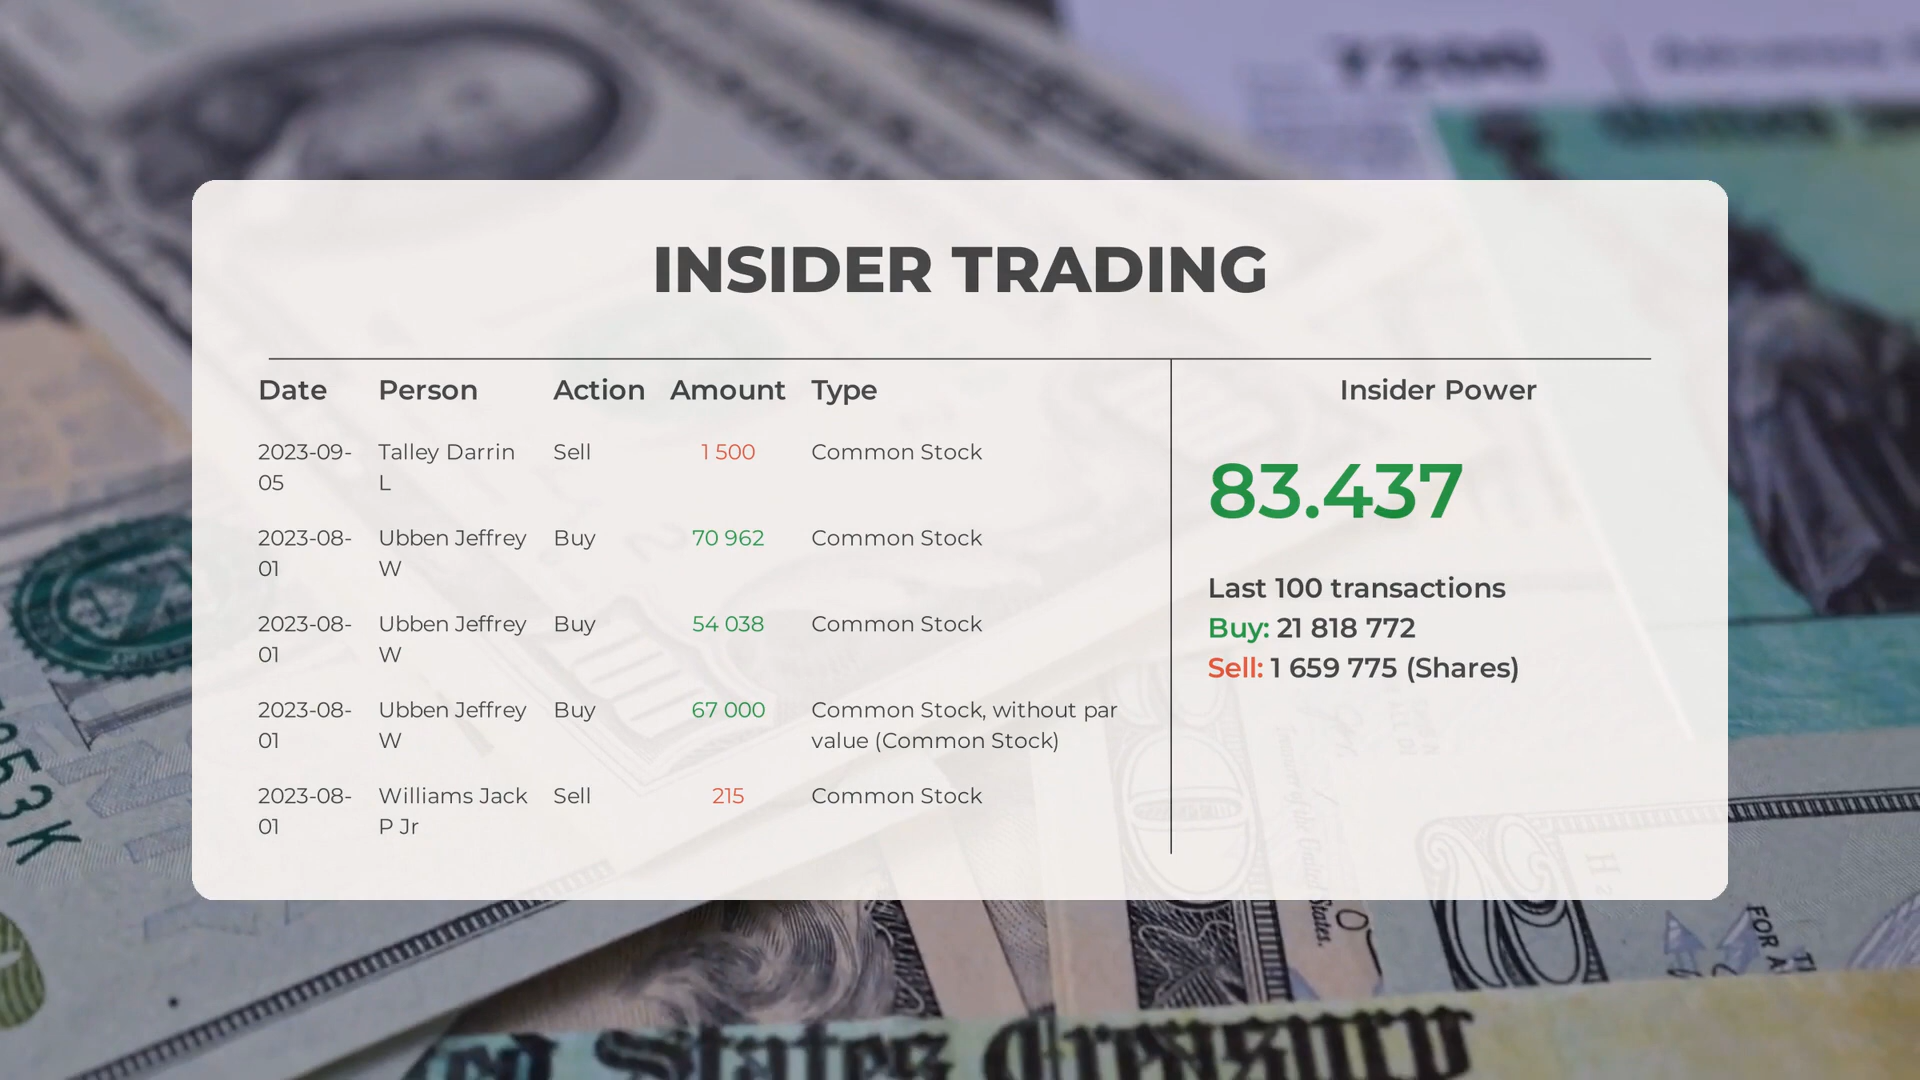 INSIDER TRADING
Date Person Action Amount Type
2023-09-05 Talley Darrin L Sell 1 500 Common Stock
2023-08-01 Ubben Jeffrey W Buy 70 962 Common Stock
2023-08-01 Ubben Jeffrey W Buy 54 038 Common Stock
2023-08-01 Ubben Jeffrey W Buy 67 000 Common Stock, without par value (Common Stock)
2023-08-01 Williams Jack P Jr Sell 215 Common Stock
Insider Power
83.437
Last 100 transactions
Buy: 21 818 772
Sell: 1 659 775 (Shares)
States Treasury
FOR A
States.